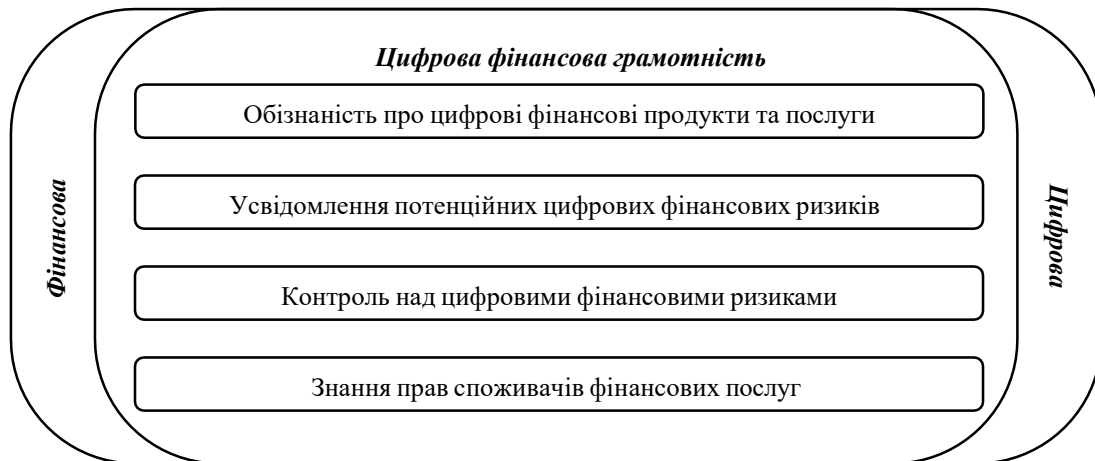 Цифрова фінансова грамотність
Обізнаність про цифрові фінансові продукти та послуги
Усвідомлення потенційних цифрових фінансових ризиків
Контроль над цифровими фінансовими ризиками
Знання прав споживачів фінансових послуг
Фінансова
Цифрова